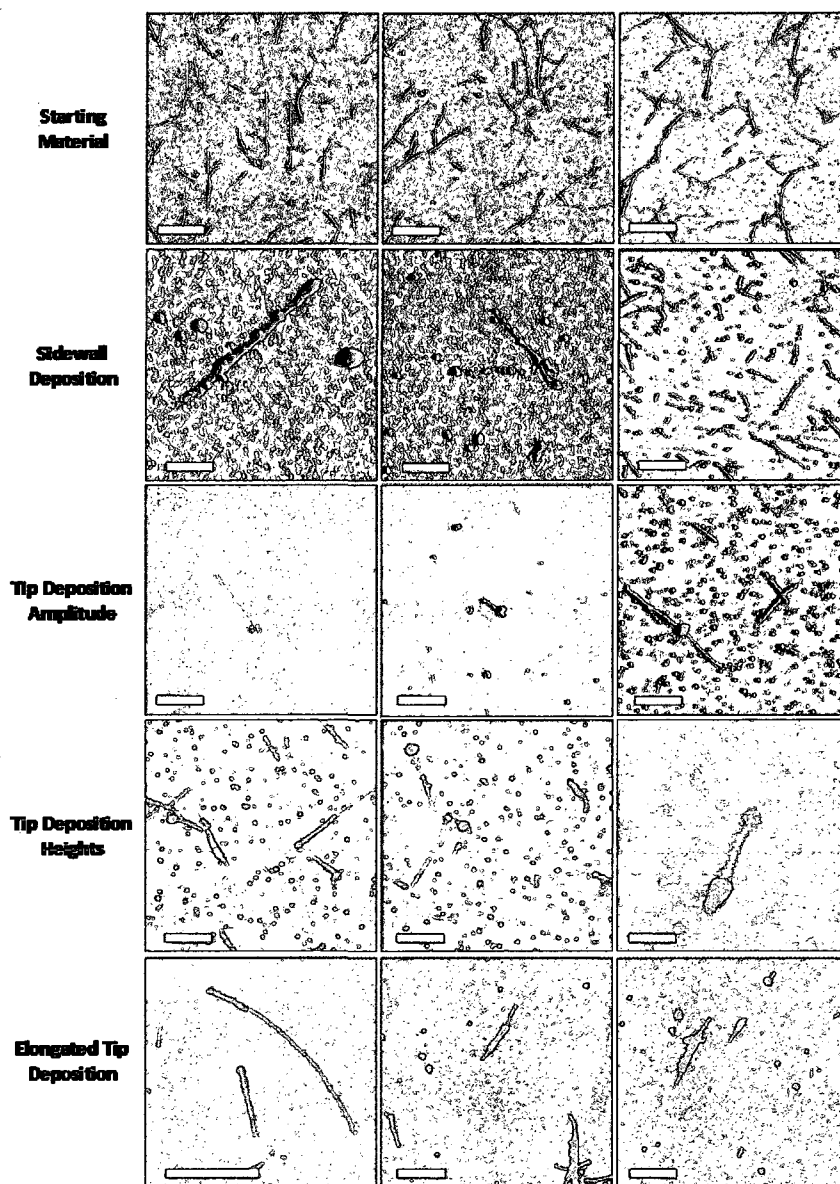 Starting
Material
Sidewall
Deposition
Tip Deposition
Amplitude
Tip Deposition
Heights
Elongated Tip
Deposition